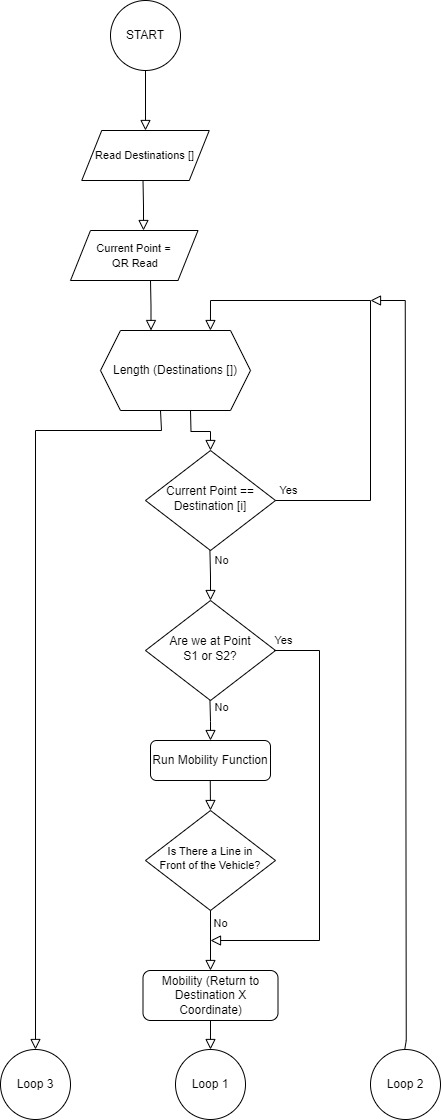 START
Read Destinations []
Current Point =
QR Read
Length (Destinations [])
Current Point ==
Destination [i]
Yes
No
Are we at Point
S1 or S2?
Yes
No
Run Mobility Function
Is There a Line in
Front of the Vehicle?
No
Mobility (Return to
Destination X
Coordinate)
Loop 3
Loop 1
Loop 2